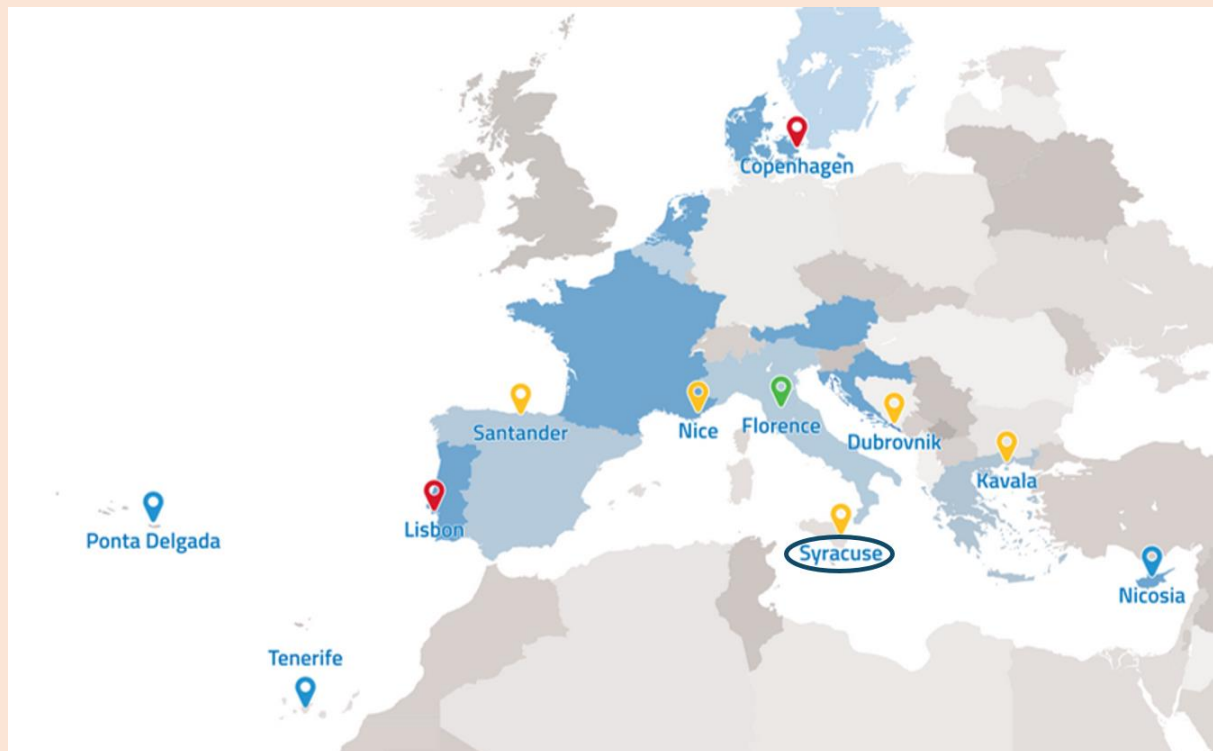 Copenhagen
Santander
Nice
Florence
Dubrovnik
Kavala
Lisbon
Ponta Delgada
Syracuse
Nicosia
Tenerife